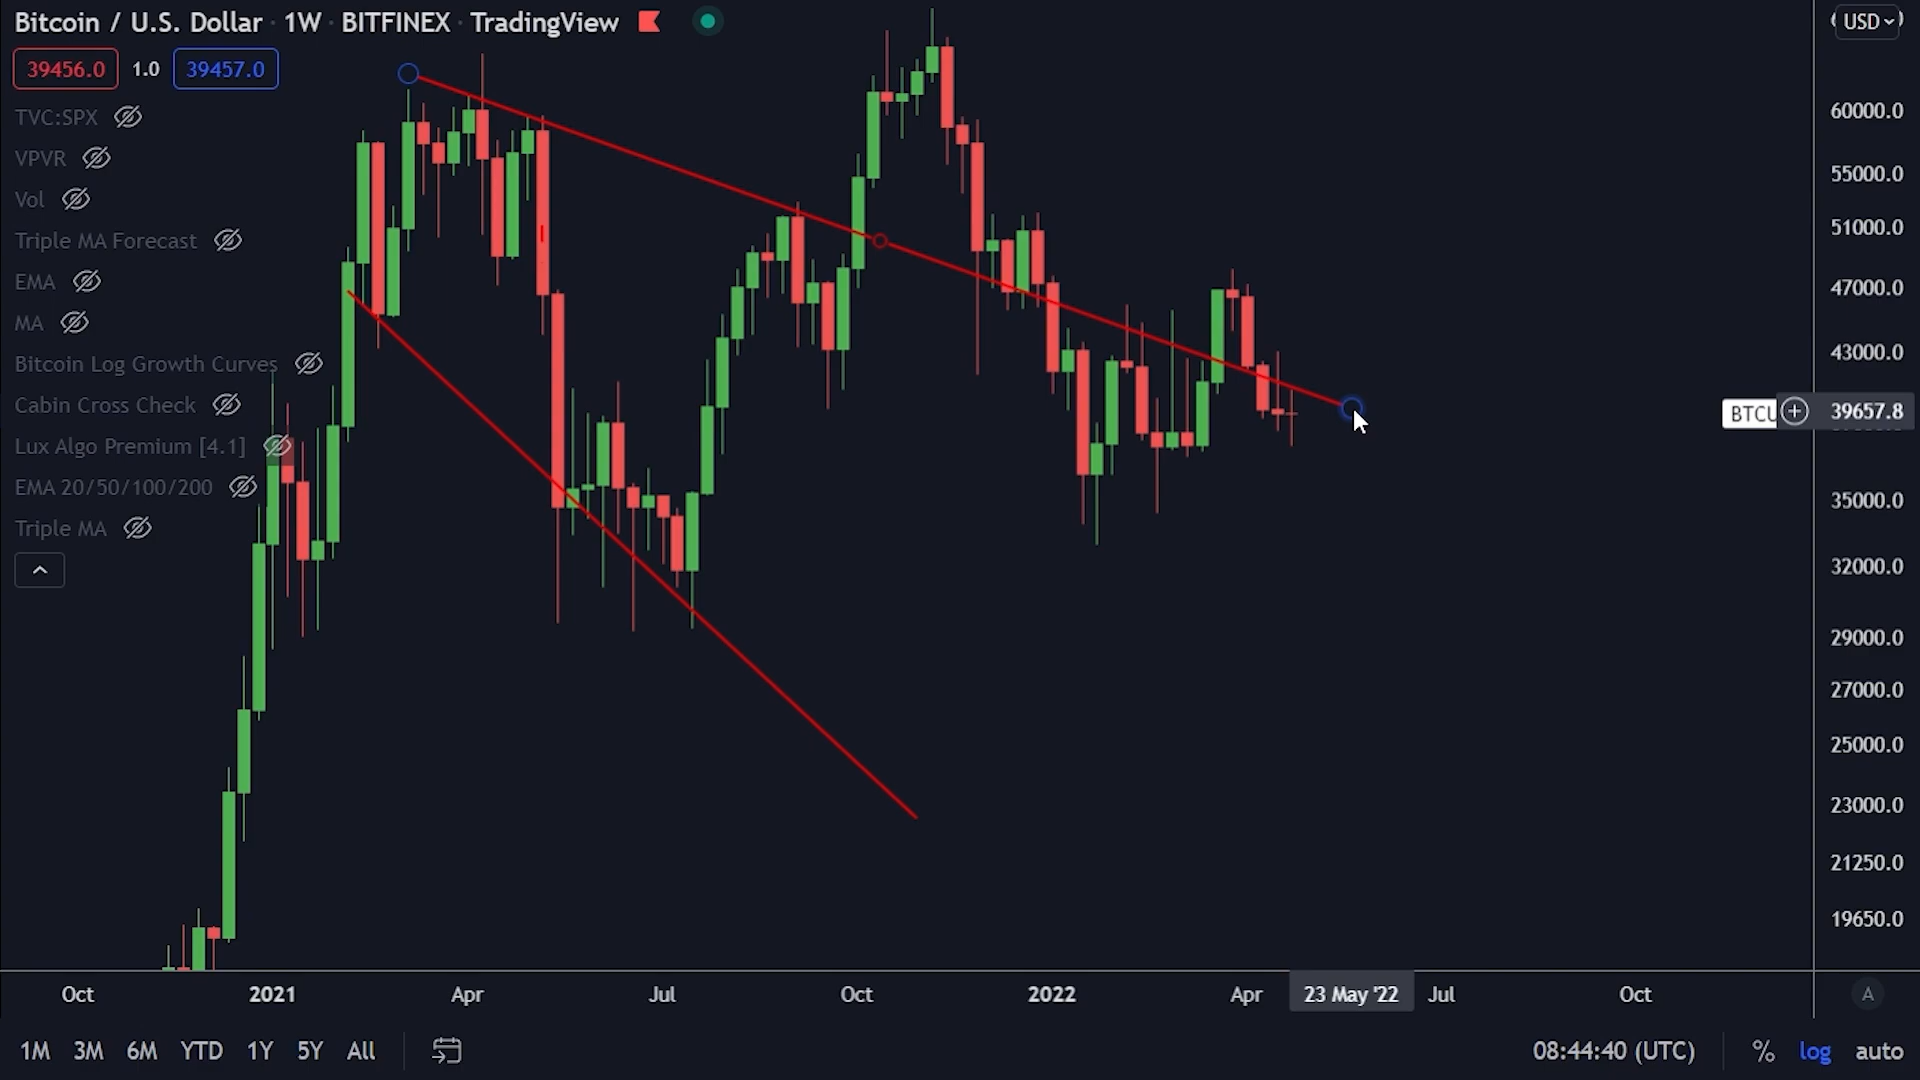 Bitcoin / U.S. Dollar · 1W · BITFINEX · TradingView
USD
39456.0 1.0 39457.0
TVC:SPX
VPVR
Vol
Triple MA Forecast
EMA
MA
Bitcoin Log Growth Curves
Cabin Cross Check
Lux Algo Premium [4.1]
EMA 20/50/100/200
Triple MA
60000.0
55000.0
51000.0
47000.0
43000.0
BTCU 39657.8
35000.0
32000.0
29000.0
27000.0
25000.0
23000.0
21250.0
19650.0
Oct 2021 Apr Jul Oct 2022 Apr 23 May '22 Jul Oct A
1M 3M 6M YTD 1Y 5Y All 08:44:40 (UTC) % log auto